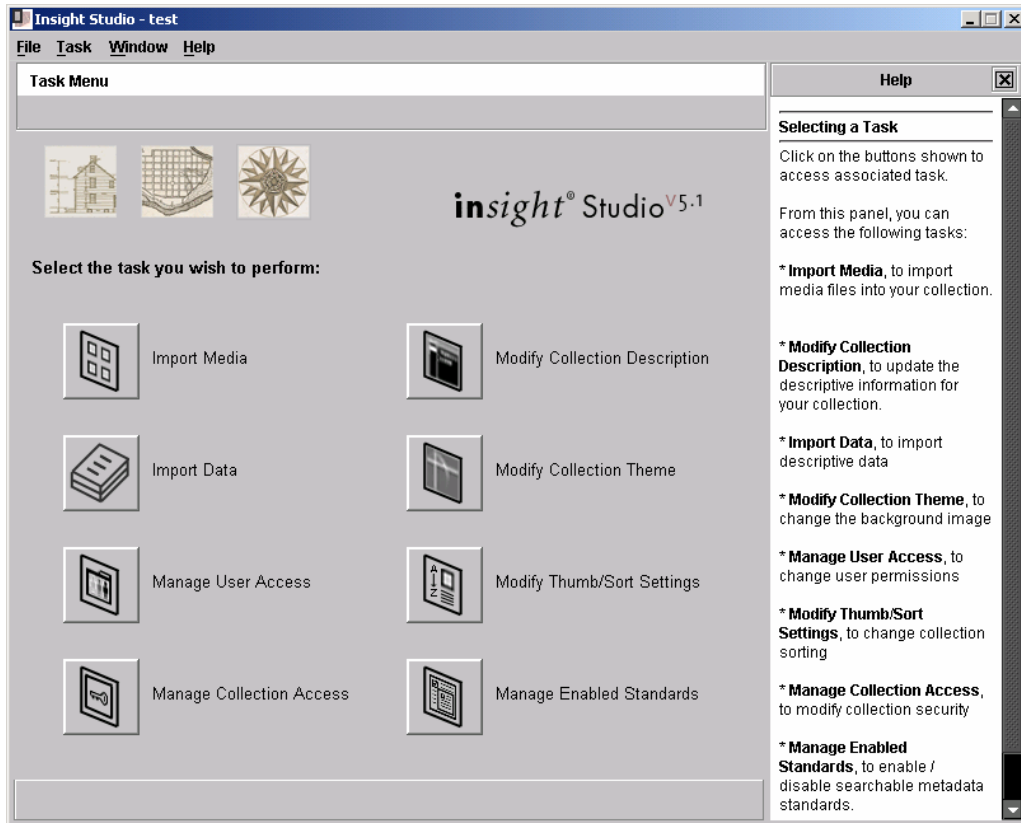 Insight Studio - test
File Task Window Help
Task Menu
insight® Studio V5.1
Select the task you wish to perform:
Import Media
Modify Collection Description
Import Data
Modify Collection Theme
Manage User Access
A
Z
Modify Thumb/Sort Settings
Manage Collection Access
Manage Enabled Standards
Help
Selecting a Task
Click on the buttons shown to
access associated task.
From this panel, you can
access the following tasks:
* Import Media, to import
media files into your collection.
* Modify Collection
Description, to update the
descriptive information for
your collection.
* Import Data, to import
descriptive data
* Modify Collection Theme, to
change the background image
* Manage User Access, to
change user permissions
* Modify Thumb/Sort
Settings, to change collection
sorting
* Manage Collection Access,
to modify collection security
* Manage Enabled
Standards, to enable /
disable searchable metadata
standards.